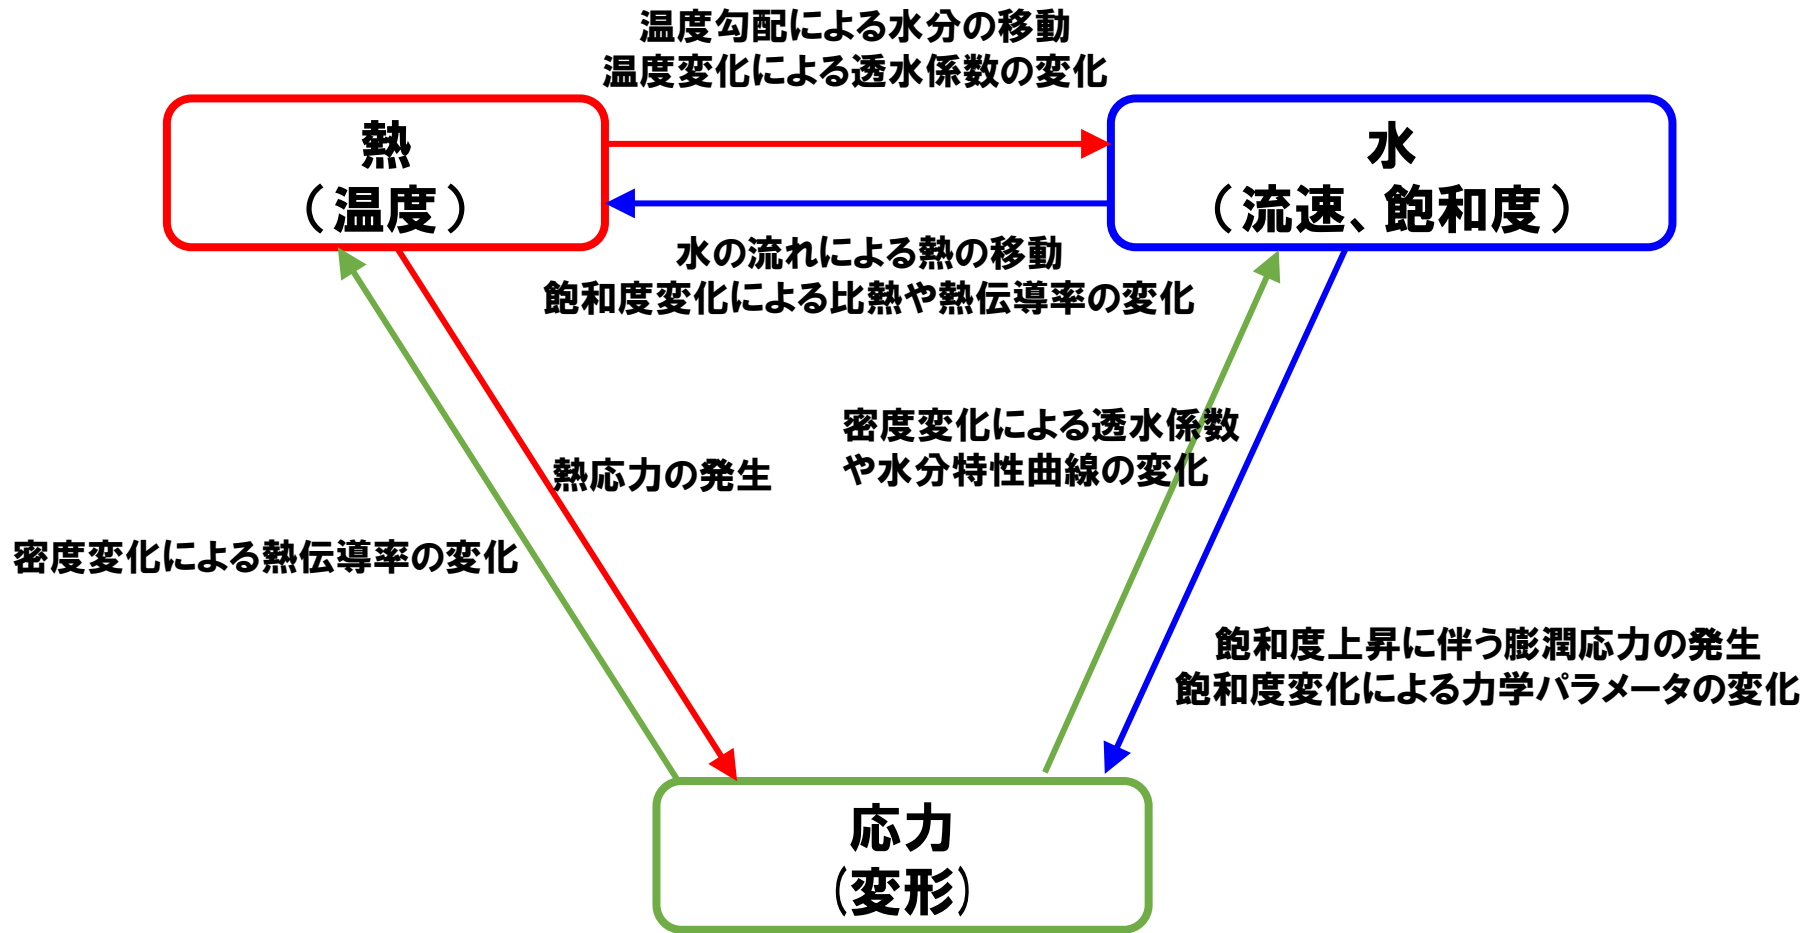 温度勾配による水分の移動
温度変化による透水係数の変化
熱
（温度）
水
（流速、飽和度）
水の流れによる熱の移動
飽和度変化による比熱や熱伝導率の変化
密度変化による透水係数
や水分特性曲線の変化
熱応力の発生
密度変化による熱伝導率の変化
飽和度上昇に伴う膨潤応力の発生
飽和度変化による力学パラメータの変化
応力
（変形）